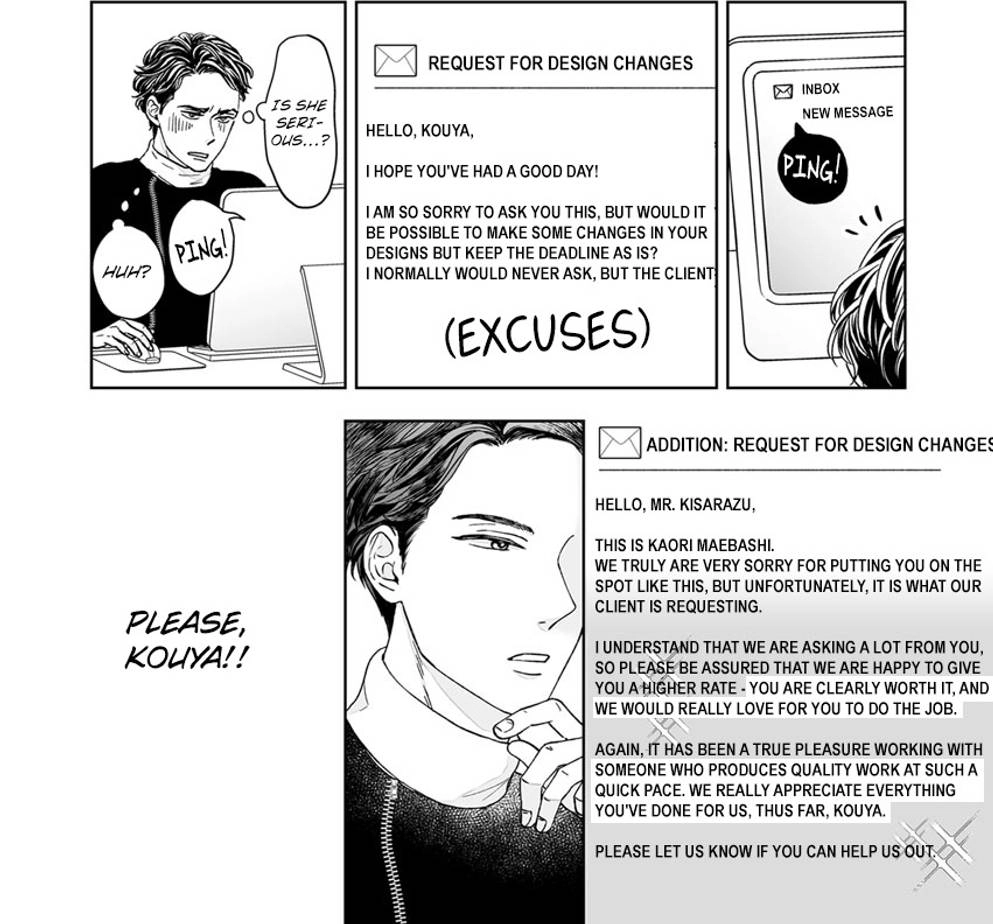 IS SHE
SERI-
OUS...?
PING!
HUH?
REQUEST FOR DESIGN CHANGES
HELLO, KOUYA,
I HOPE YOU'VE HAD A GOOD DAY!
I AM SO SORRY TO ASK YOU THIS, BUT WOULD IT
BE POSSIBLE TO MAKE SOME CHANGES IN YOUR
DESIGNS BUT KEEP THE DEADLINE AS IS?
I NORMALLY WOULD NEVER ASK, BUT THE CLIENT
(EXCUSES)
INBOX
NEW MESSAGE
PING!
PLEASE,
KOUYA!!
ADDITION: REQUEST FOR DESIGN CHANGES
HELLO, MR. KISARAZU,
THIS IS KAORI MAEBASHI.
WE TRULY ARE VERY SORRY FOR PUTTING YOU ON THE
SPOT LIKE THIS, BUT UNFORTUNATELY, IT IS WHAT OUR
CLIENT IS REQUESTING.
I UNDERSTAND THAT WE ARE ASKING A LOT FROM YOU,
SO PLEASE BE ASSURED THAT WE ARE HAPPY TO GIVE
YOU A HIGHER RATE - YOU ARE CLEARLY WORTH IT, AND
WE WOULD REALLY LOVE FOR YOU TO DO THE JOB.
AGAIN, IT HAS BEEN A TRUE PLEASURE WORKING WITH
SOMEONE WHO PRODUCES QUALITY WORK AT SUCH A
QUICK PACE. WE REALLY APPRECIATE EVERYTHING
YOU'VE DONE FOR US, THUS FAR, KOUYA.
PLEASE LET US KNOW IF YOU CAN HELP US OUT.